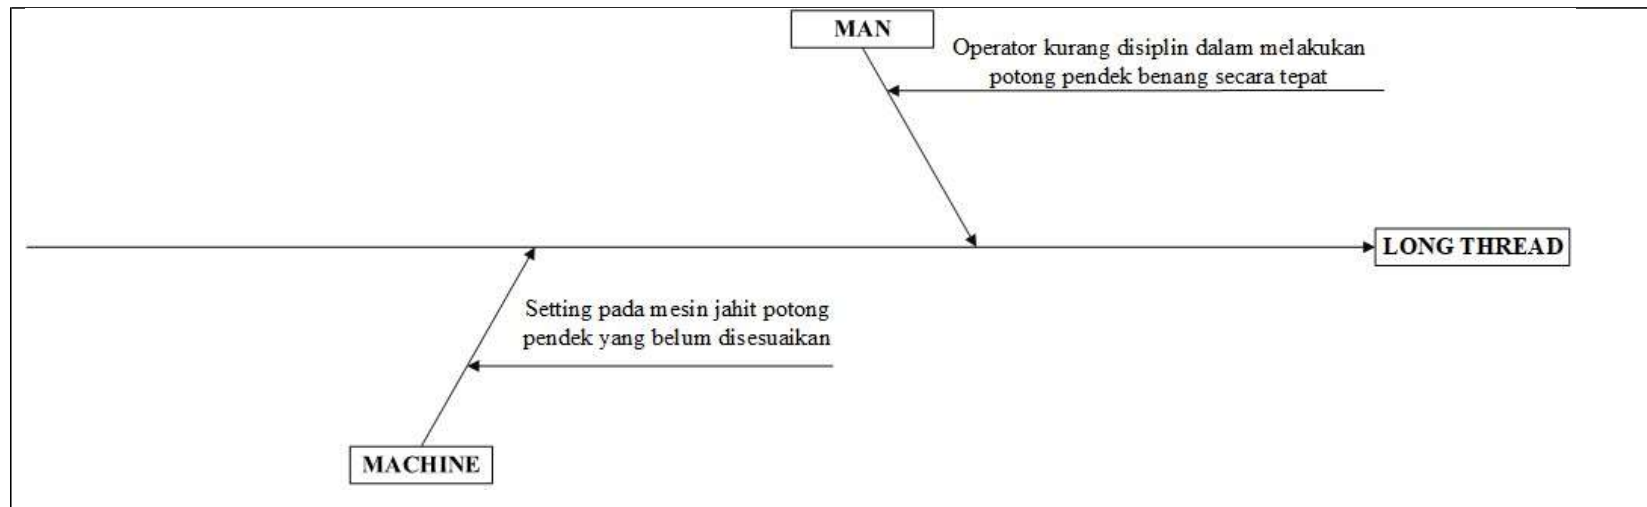 MAN
Operator kurang disiplin dalam melakukan
potong pendek benang secara tepat
LONG THREAD
Setting pada mesin jahit potong
pendek yang belum disesuaikan
MACHINE